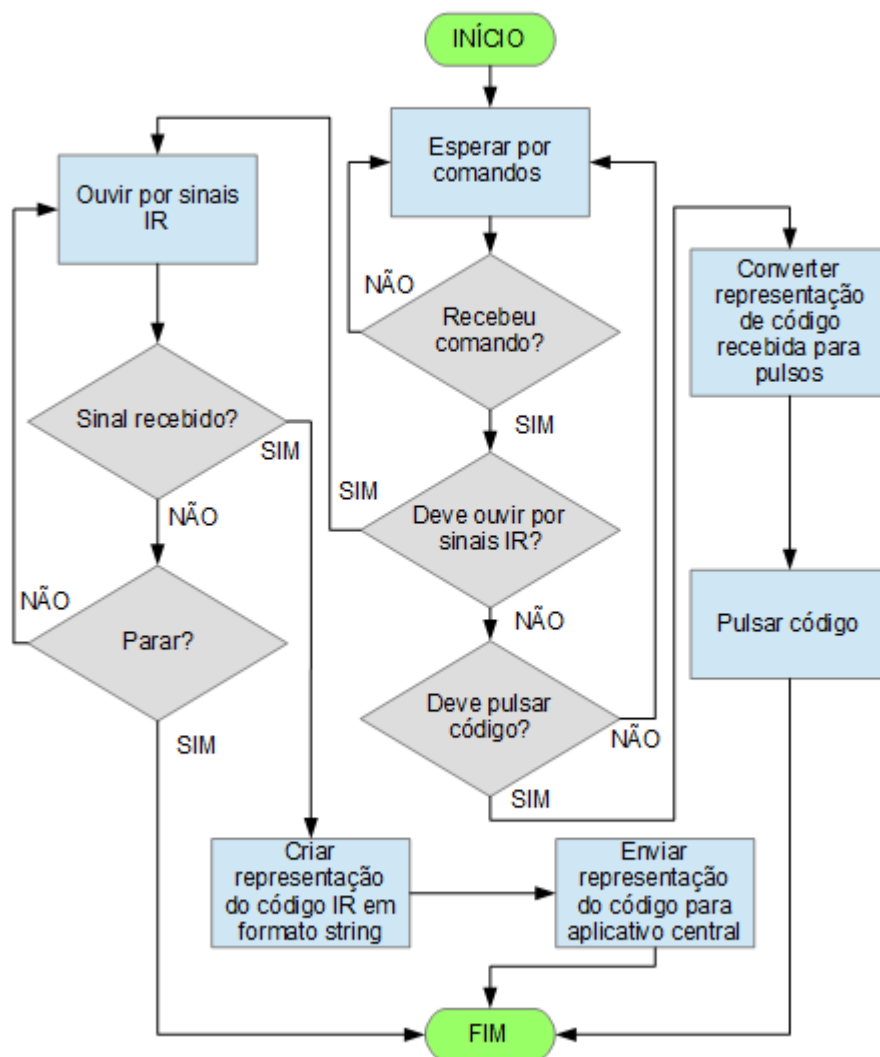 INÍCIO
Esperar por
comandos
Ouvir por sinais
IR
NÃO
Recebeu
comando?
Converter
representação
de código
recebida para
pulsos
Sinal recebido?
SIM
SIM
SIM
NÃO
Deve ouvir por
sinais IR?
NÃO
Parar?
NÃO
Pulsar código
Deve pulsar
código?
NÃO
SIM
SIM
Criar
representação
do código IR em
formato string
Enviar
representação
do código para
aplicativo central
FIM